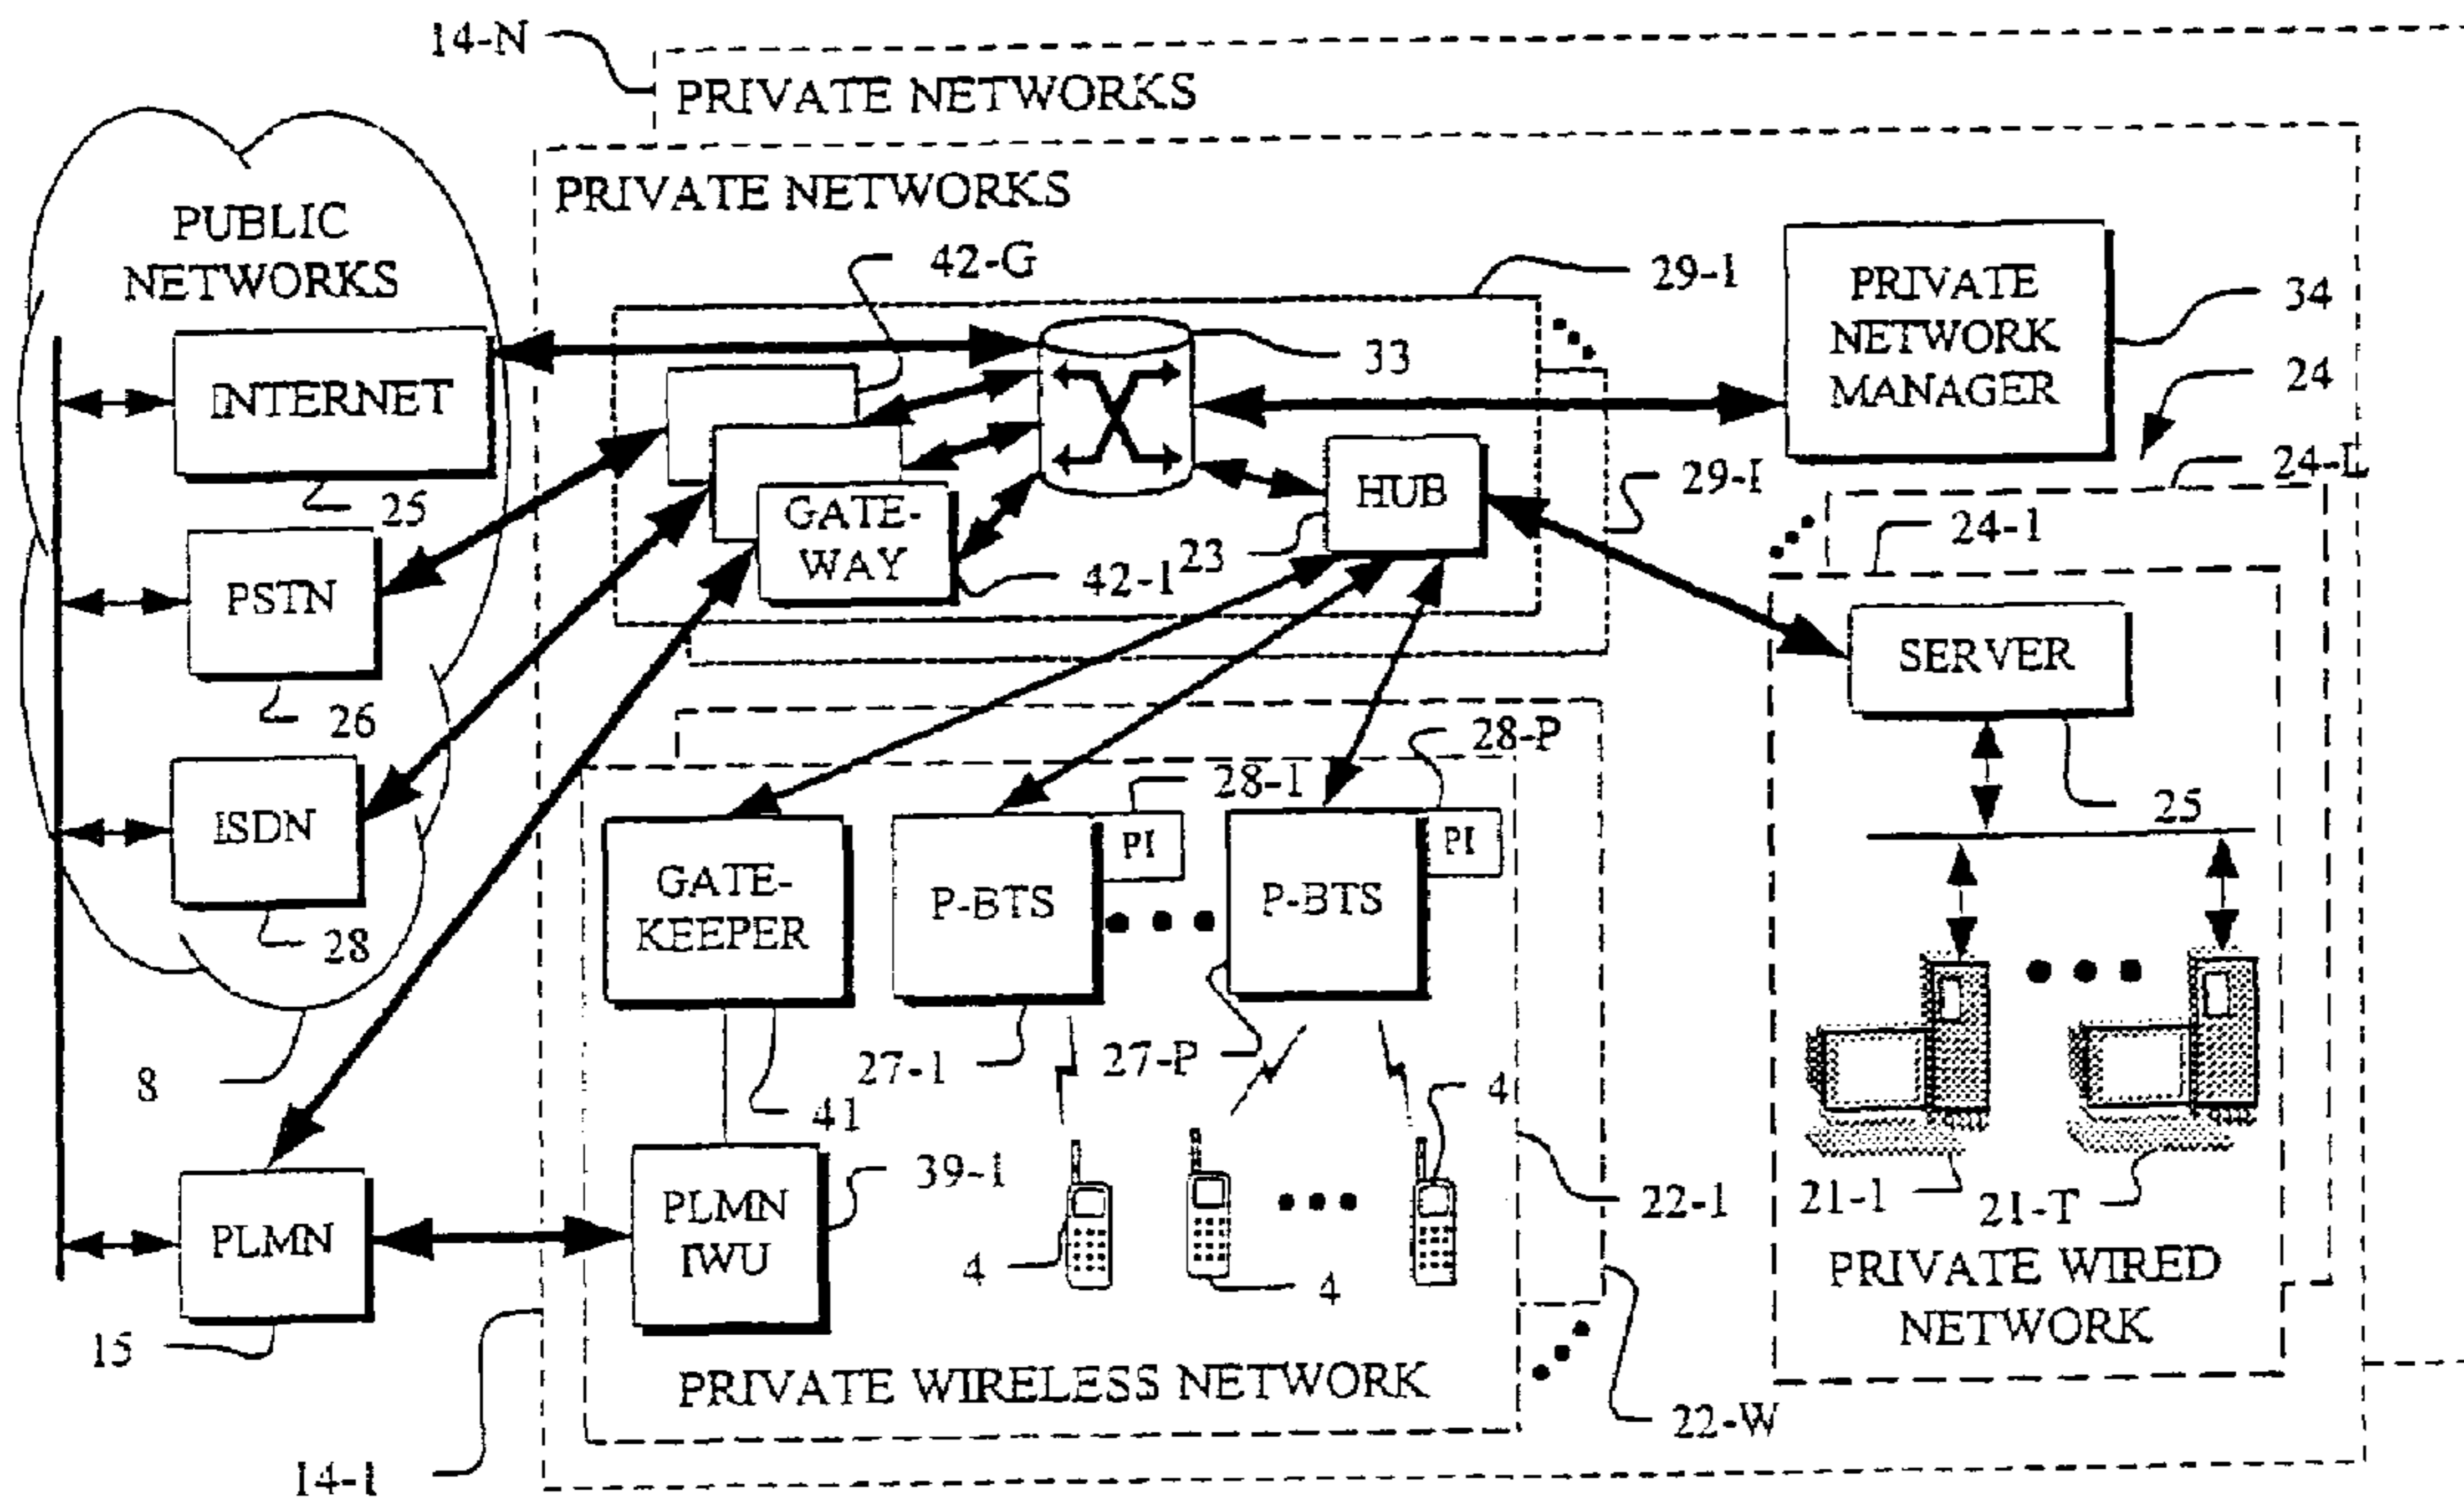 14-N
PRIVATE NETWORKS
PRIVATE NETWORKS
PUBLIC
NETWORKS
42-G
29-1
PRIVATE
NETWORK
MANAGER
34
33
24
INTERNET
25
HUB
23
29-I
24-L
24-1
GATE-
WAY
42-1
PSTN
26
SERVER
25
28-P
28-1
ISDN
28
GATE-
KEEPER
P-BTS
PI
P-BTS
PI
8
41
27-1
27-P
4
PLMN
15
PLMN
IWU
39-1
4
4
22-1
21-1
21-T
PRIVATE WIRED
NETWORK
PRIVATE WIRELESS NETWORK
22-W
14-1